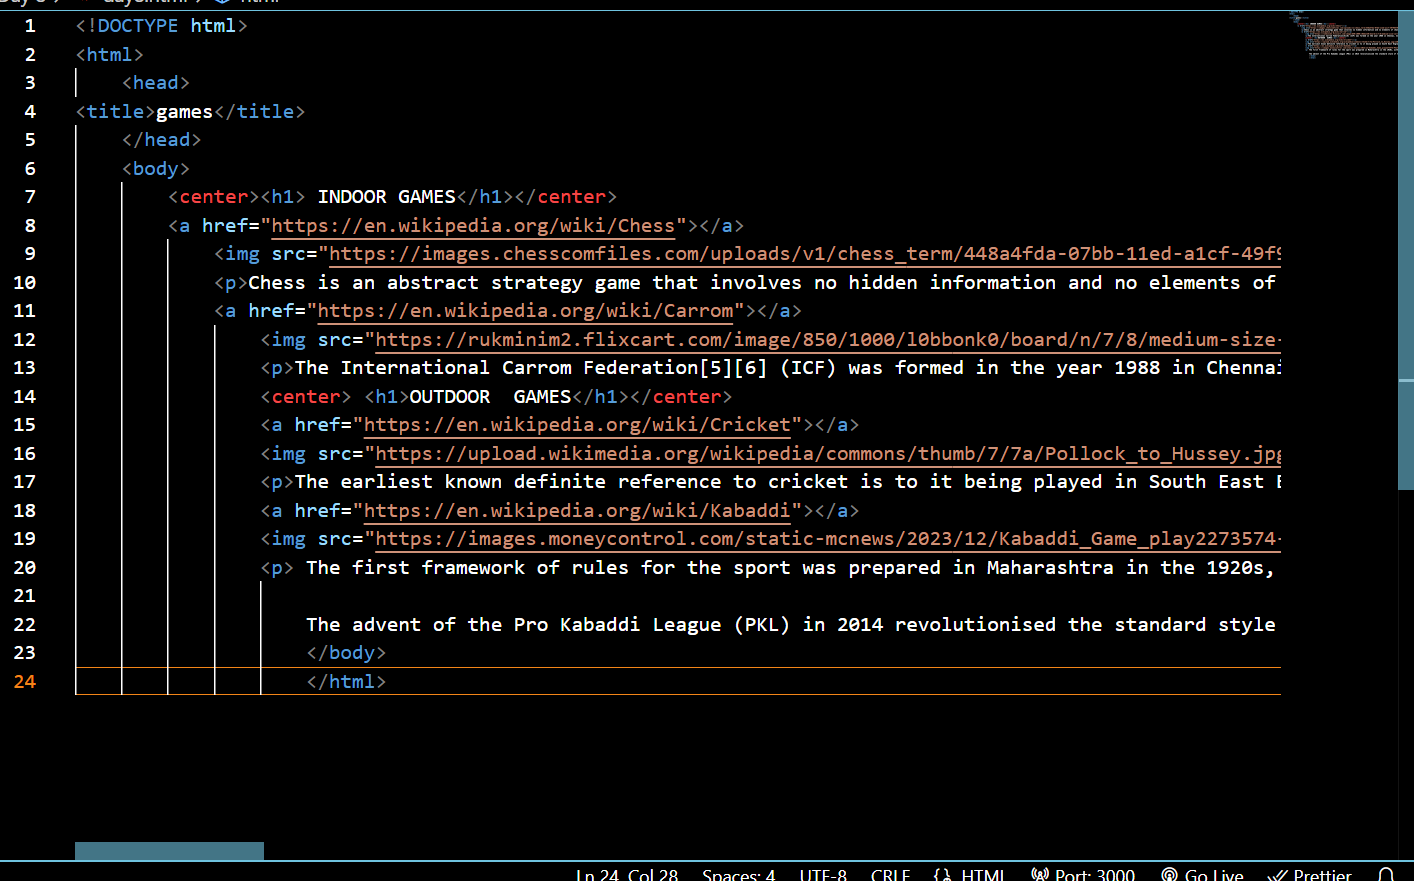 1 <!DOCTYPE html>
2 <html>
3 <head>
4 <title>games</title>
5 </head>
6 <body>
7 <center><h1> INDOOR GAMES</h1></center>
8 <a href="https://en.wikipedia.org/wiki/Chess"></a>
9 <img src="https://images.chesscomfiles.com/uploads/v1/chess_term/448a4fda-07bb-11ed-a1cf-49f9
10 <p>Chess is an abstract strategy game that involves no hidden information and no elements of
11 <a href="https://en.wikipedia.org/wiki/Carrom"></a>
12 <img src="https://rukminim2.flixcart.com/image/850/1000/l0bbonk0/board/n/7/8/medium-size-
13 <p>The International Carrom Federation[5][6] (ICF) was formed in the year 1988 in Chennai
14 <center> <h1>OUTDOOR  GAMES</h1></center>
15 <a href="https://en.wikipedia.org/wiki/Cricket"></a>
16 <img src="https://upload.wikimedia.org/wikipedia/commons/thumb/7/7a/Pollock_to_Hussey.jpg
17 <p>The earliest known definite reference to cricket is to it being played in South East
18 <a href="https://en.wikipedia.org/wiki/Kabaddi"></a>
19 <img src="https://images.moneycontrol.com/static-mcnews/2023/12/Kabaddi_Game_play2273574-
20 <p> The first framework of rules for the sport was prepared in Maharashtra in the 1920s,
21
22 The advent of the Pro Kabaddi League (PKL) in 2014 revolutionised the standard style
23 </body>
24 </html>
Ln 24, Col 28 Spaces: 4 UTF-8 CRLF {} HTML Port: 3000 Go Live Prettier